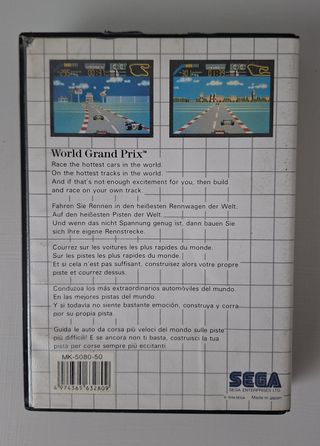 World Grand Prix™
Race the hottest cars in the world.
On the hottest tracks in the world.
And if that's not enough excitement for you, then build
and race on your own track.
Fahren Sie Rennen in den heißesten Rennwagen der Welt.
Auf den heißesten Pisten der Welt.
Und wenn das nicht Spannung genug ist, dann bauen Sie
sich Ihre eigene Rennstrecke.
Courrez sur les voitures les plus rapides du monde.
Sur les pistes les plus rapides du monde.
Et si cela n'est pas suffisant, construisez alors votre propre
piste et courrez dessus.
Conduzca los más extraordinarios automóviles del mundo.
En las mejores pistas del mundo.
Y si todavía no siente bastante emoción, construya y corra
por su propia pista.
Guida le auto da corsa più veloci del mondo sulle piste
più difficili! E se ancora non ti basta, costruisci la tua
pista per corse sempre più eccitanti.
MK-5080-50
4 974365 632809
SEGA
SEGA ENTERPRISES LTD.
Made in Japan